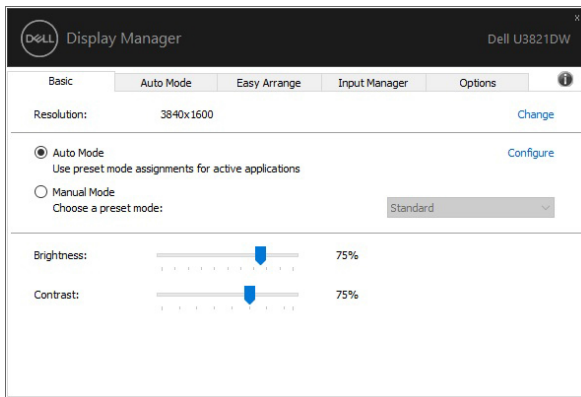 DELL Display Manager Dell U3821DW
Basic Auto Mode Easy Arrange Input Manager Options
Resolution: 3840x1600 Change
Auto Mode Configure
Use preset mode assignments for active applications
Manual Mode
Choose a preset mode: Standard
Brightness: 75%
Contrast: 75%